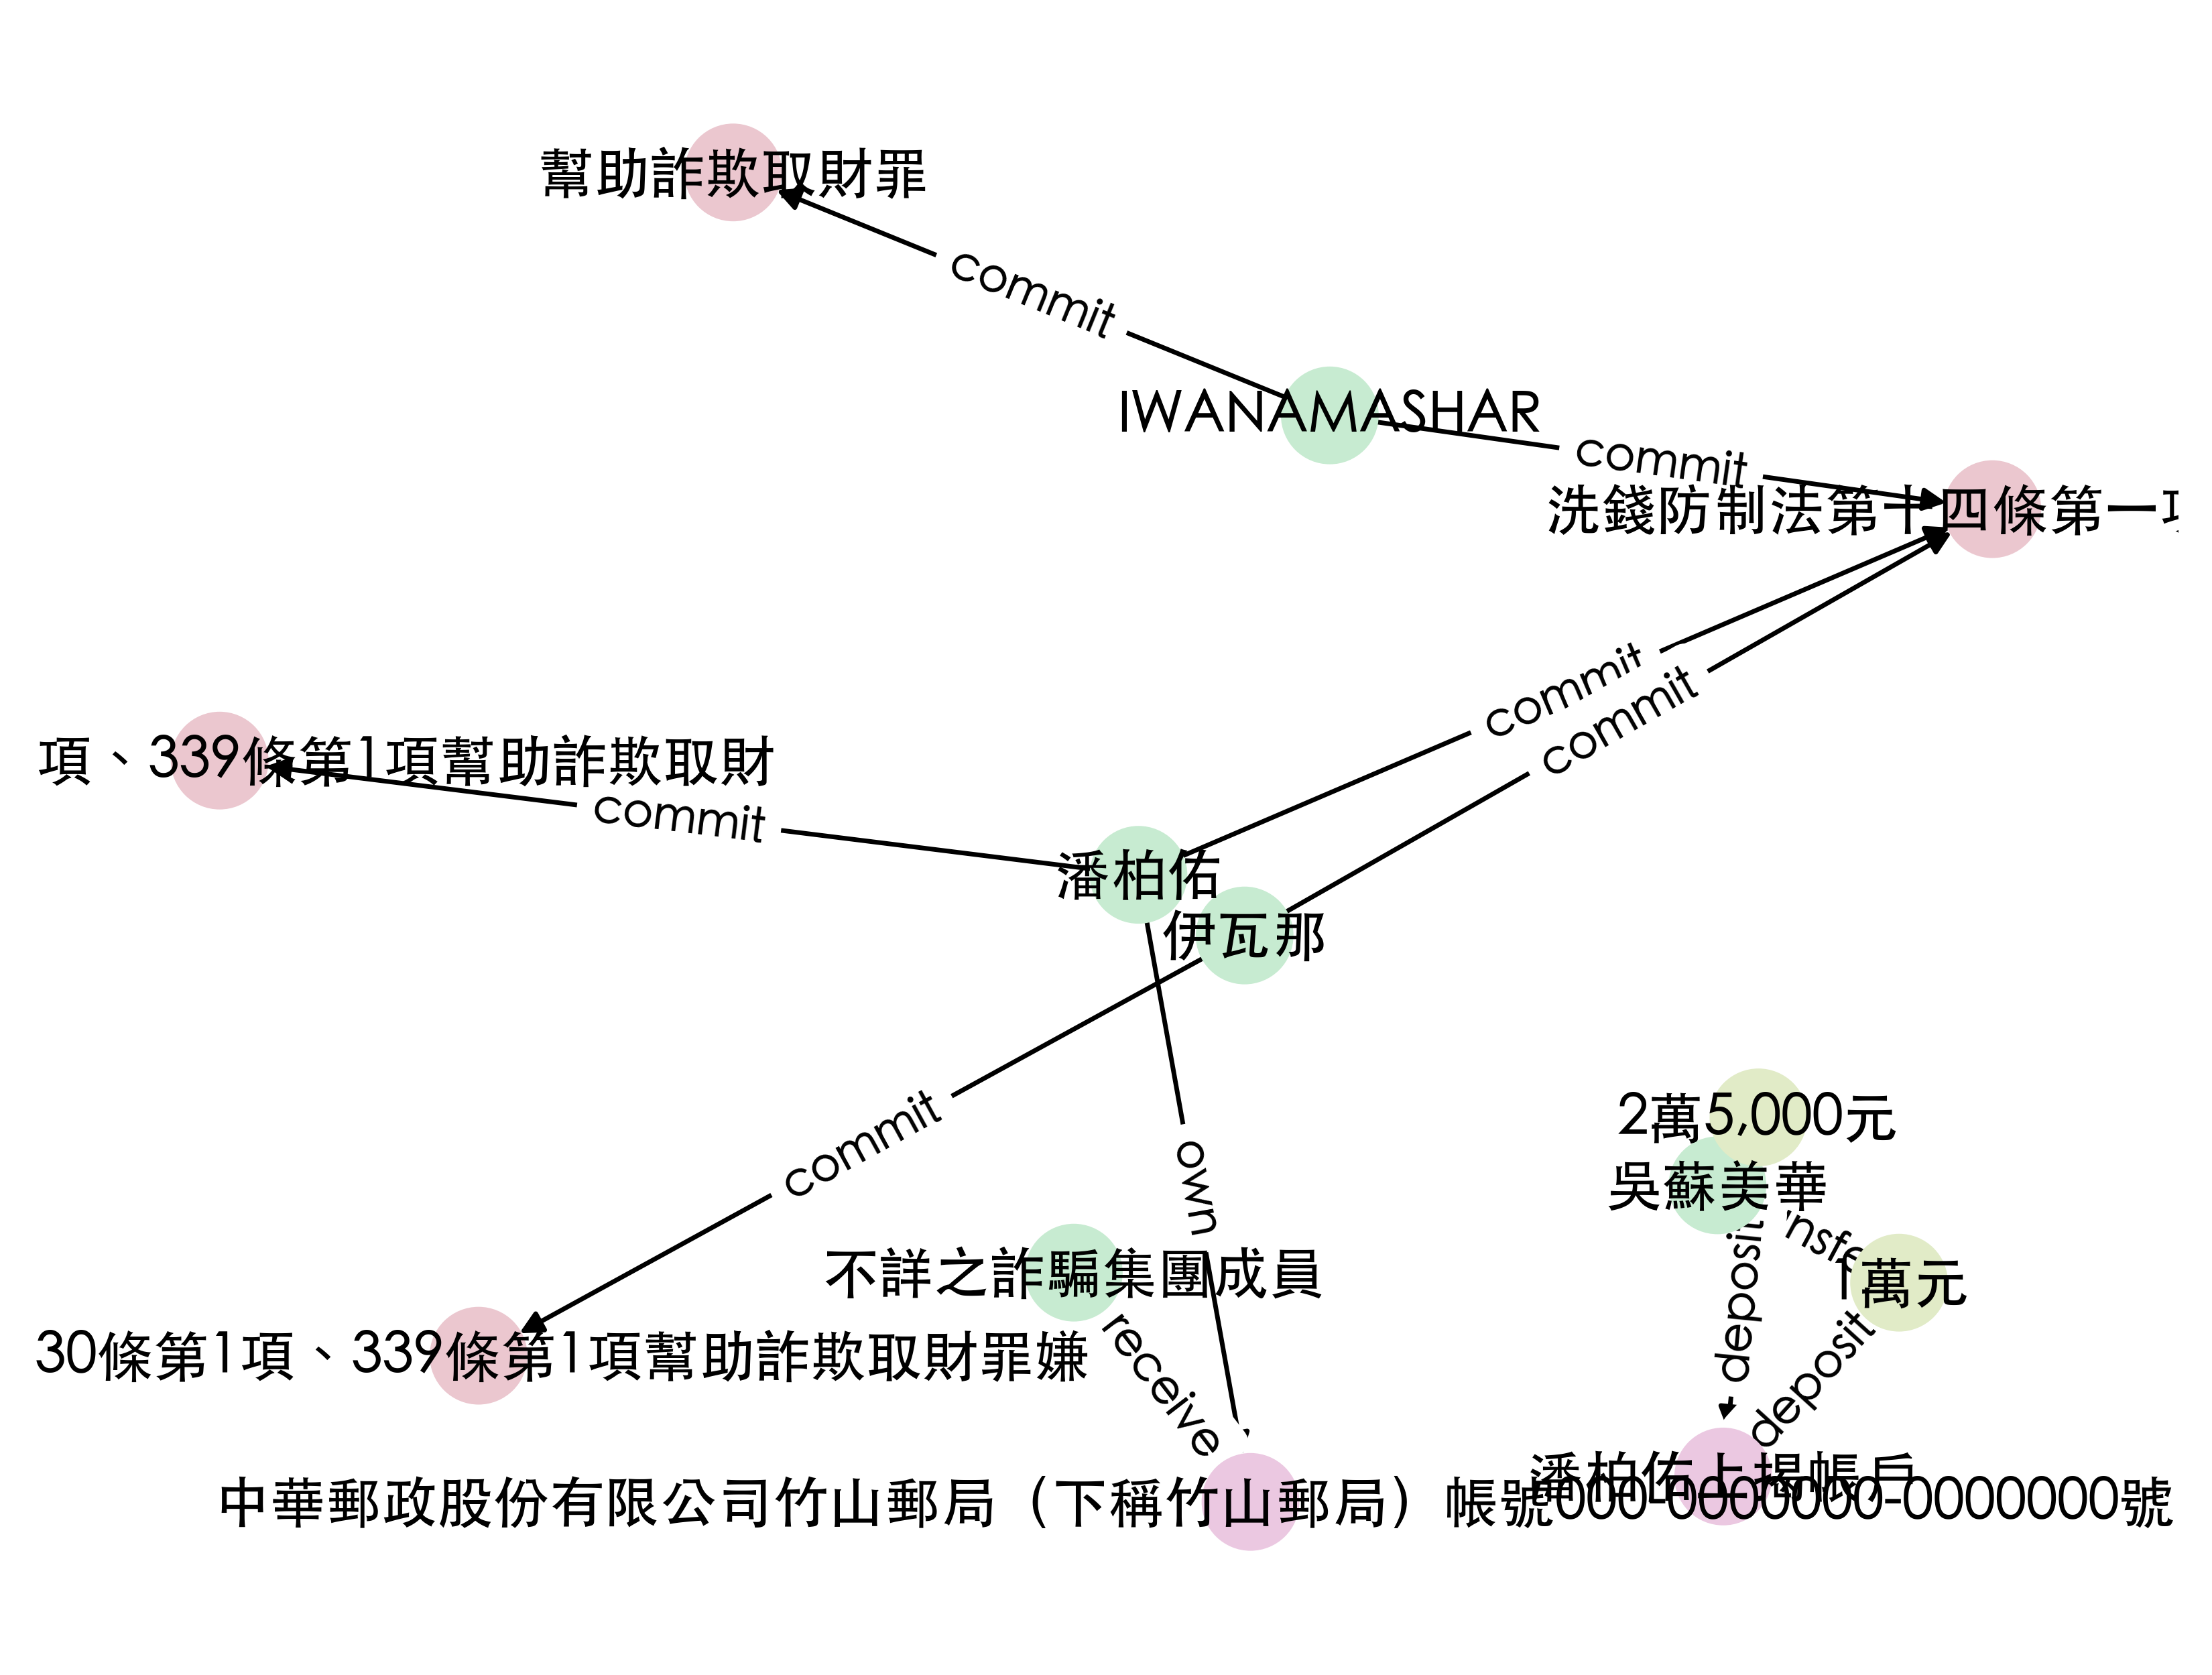 幫助詐欺取財罪
commit
IWANAMASHAR
commit
洗錢防制法第十四條第一
commit
commit
項、339條第1項幫助詐欺取財
commit
潘柏佑
伊瓦那
commit
own
2萬5,000元
吳蘇美華
nsfe
1萬元
deposit
deposit
不詳之詐騙集團成員
receive
30條第1項、339條第1項幫助詐欺取財罪嫌
潘柏佑上揭帳戶
中華郵政股份有限公司竹山郵局（下稱竹山郵局）帳號000-0000000-0000000號